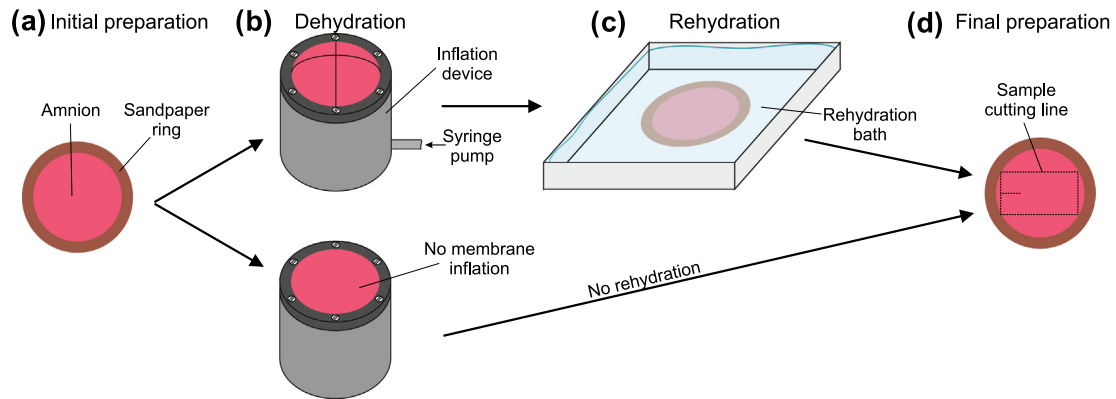 (a) Initial preparation
Amnion
Sandpaper
ring
(b) Dehydration
Inflation
device
Syringe
pump
No membrane
inflation
(c) Rehydration
Rehydration
bath
No rehydration
(d) Final preparation
Sample
cutting line